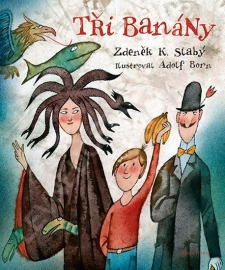 Tři Banány
Zdeněk K. Slabý
Ilustroval Adolf Born